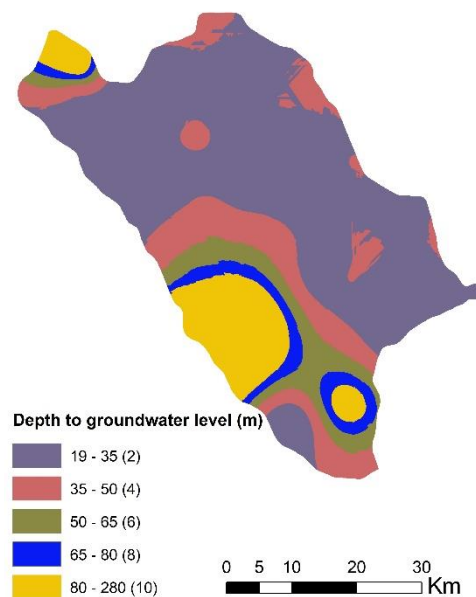 Depth to groundwater level (m)
19 - 35 (2)
35 - 50 (4)
50 - 65 (6)
65 - 80 (8)
80 - 280 (10)
0 5 10 20 30
Km